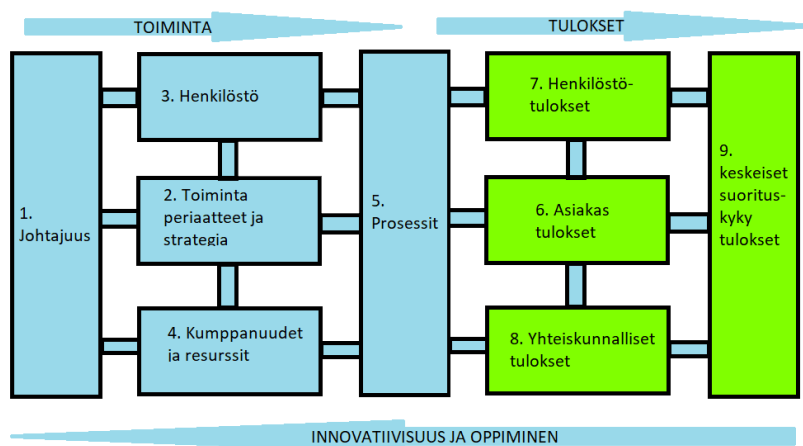 TOIMINTA
TULOKSET
1.
Johtajuus
3. Henkilöstö
2. Toiminta
periaatteet ja
strategia
4. Kumppanuudet
ja resurssit
5.
Prosessit
7. Henkilöstö-
tulokset
6. Asiakas
tulokset
8. Yhteiskunnalliset
tulokset
9.
keskeiset
suoritus-
kyky
tulokset
INNOVATIIVISUUS JA OPPIMINEN